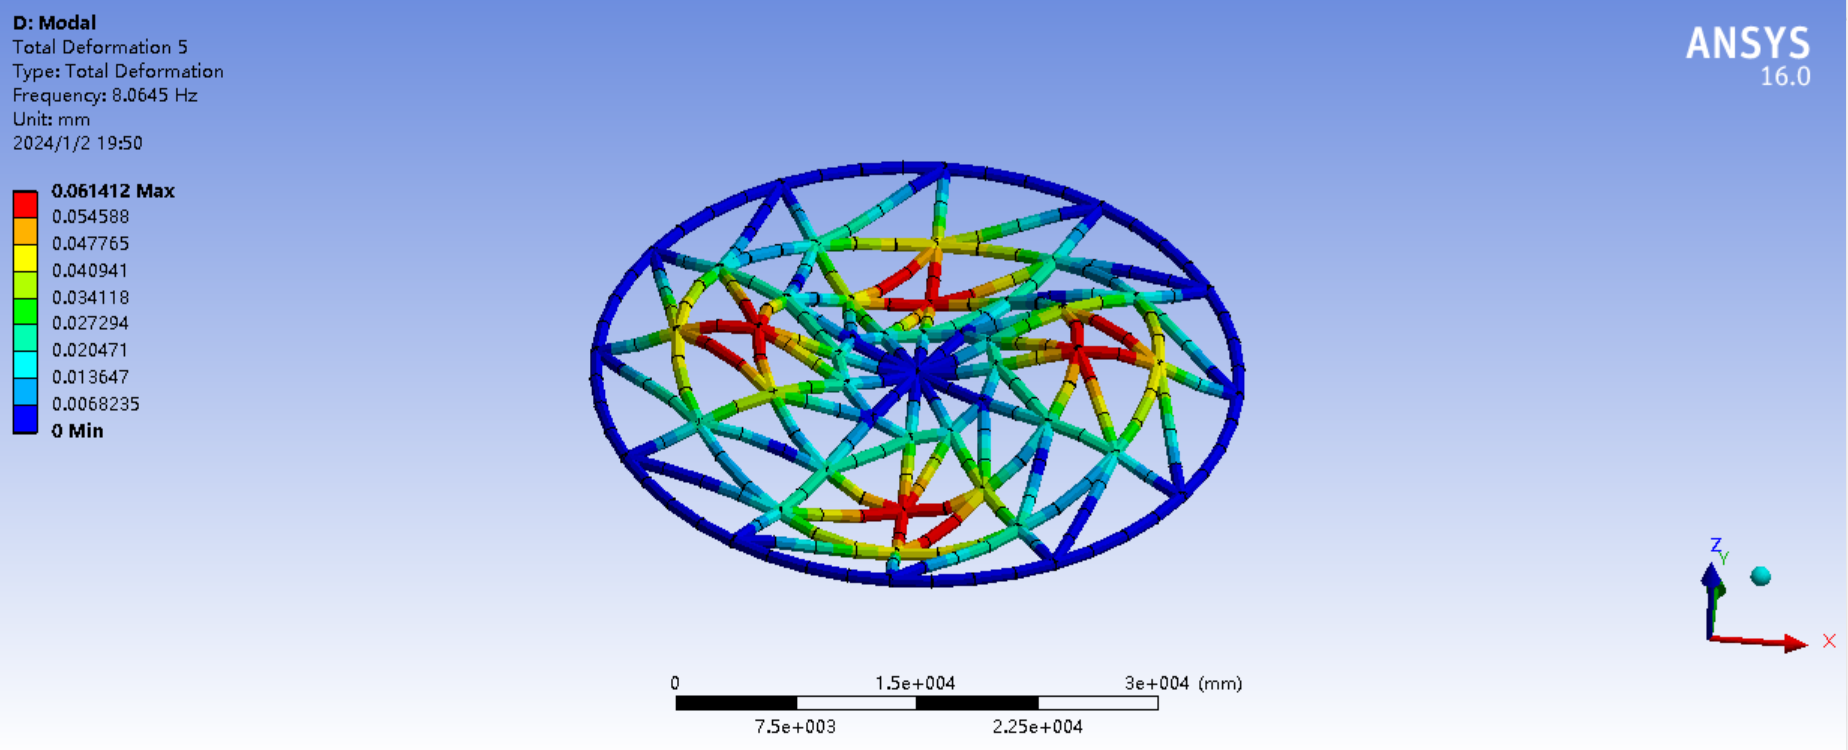 D: Modal
Total Deformation 5
Type: Total Deformation
Frequency: 8.0645 Hz
Unit: mm
2024/1/2 19:50
0.061412 Max
0.054588
0.047765
0.040941
0.034118
0.027294
0.020471
0.013647
0.0068235
0 Min
ANSYS
16.0
Z
Y
X
0 1.5e+004 3e+004 (mm)
7.5e+003 2.25e+004